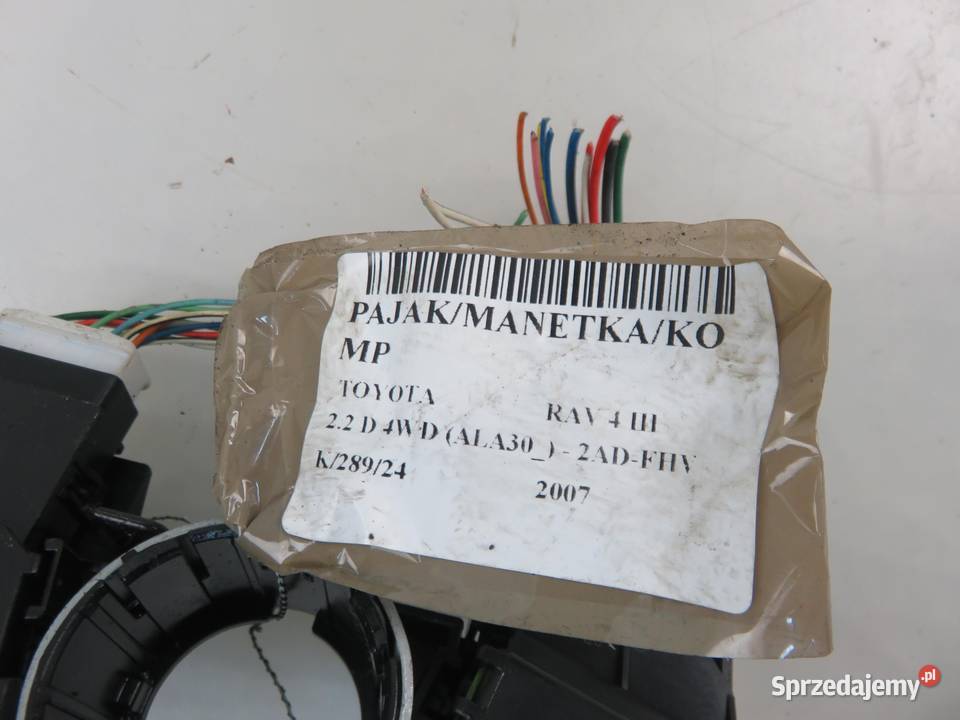 PAJAK/MANETKA/KO
MP
TOYOTA RAV 4 III
2.2 D 4WD (ALA30_) - 2AD-FHV
K/289/24 2007
Sprzedajemy.pl